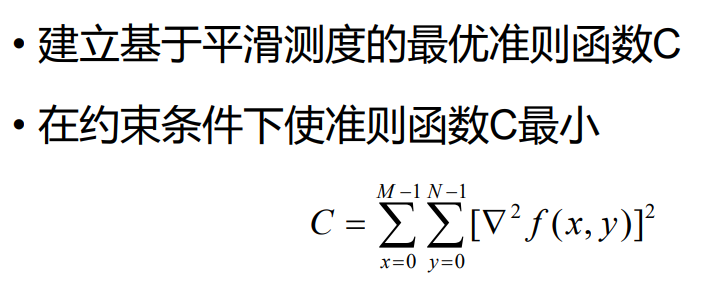 • 建立基于平滑测度的最优准则函数C
• 在约束条件下使准则函数C最小
C = \sum_{x=0}^{M-1} \sum_{y=0}^{N-1} [\nabla^2 f(x, y)]^2